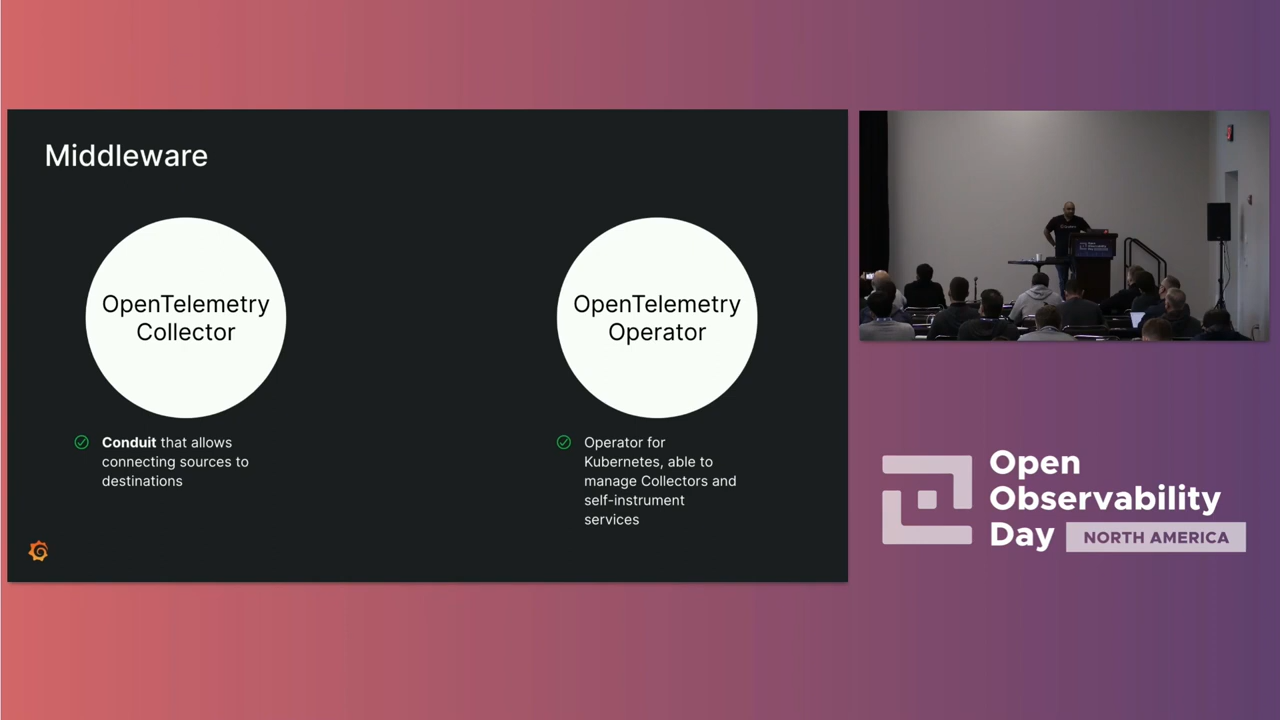 Middleware
OpenTelemetry
Collector
Conduit that allows
connecting sources to
destinations
OpenTelemetry
Operator
Operator for
Kubernetes, able to
manage Collectors and
self-instrument
services
Open
Observability
Day
NORTH AMERICA